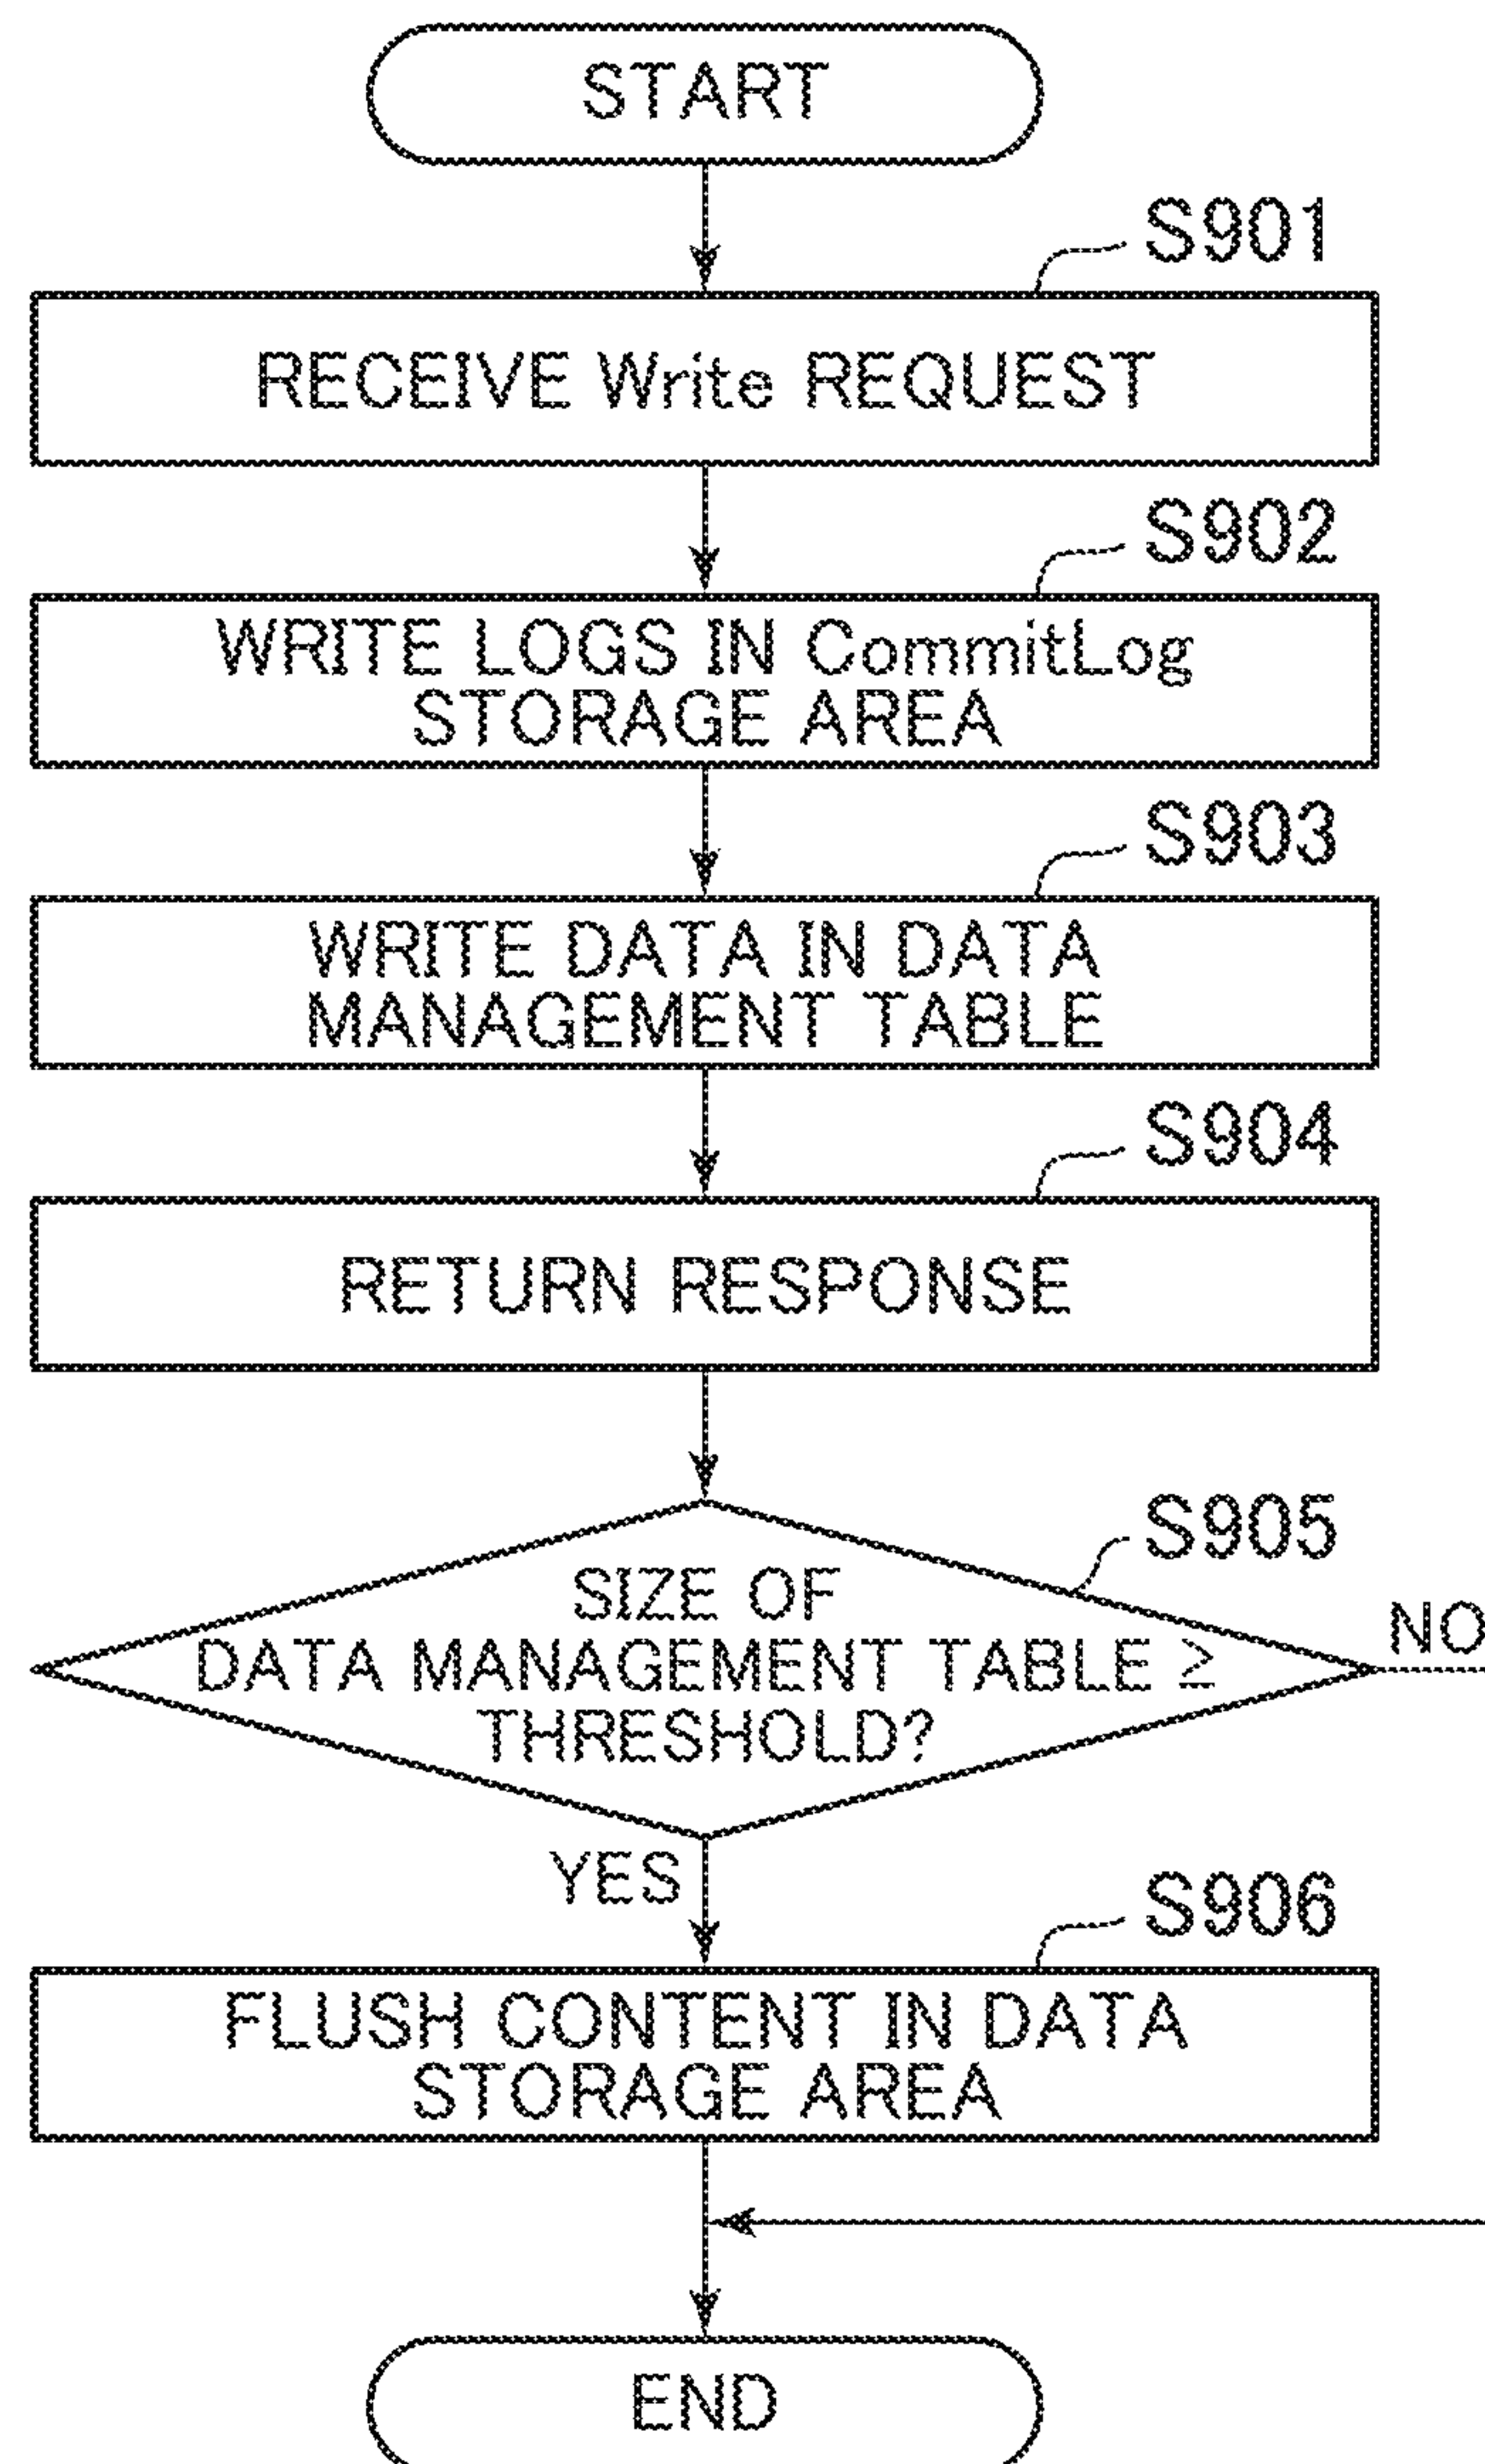 START
S901
RECEIVE Write REQUEST
S902
WRITE LOGS IN CommitLog
STORAGE AREA
S903
WRITE DATA IN DATA
MANAGEMENT TABLE
S904
RETURN RESPONSE
S905
SIZE OF
DATA MANAGEMENT TABLE ≥
THRESHOLD?
NO
YES
S906
FLUSH CONTENT IN DATA
STORAGE AREA
END